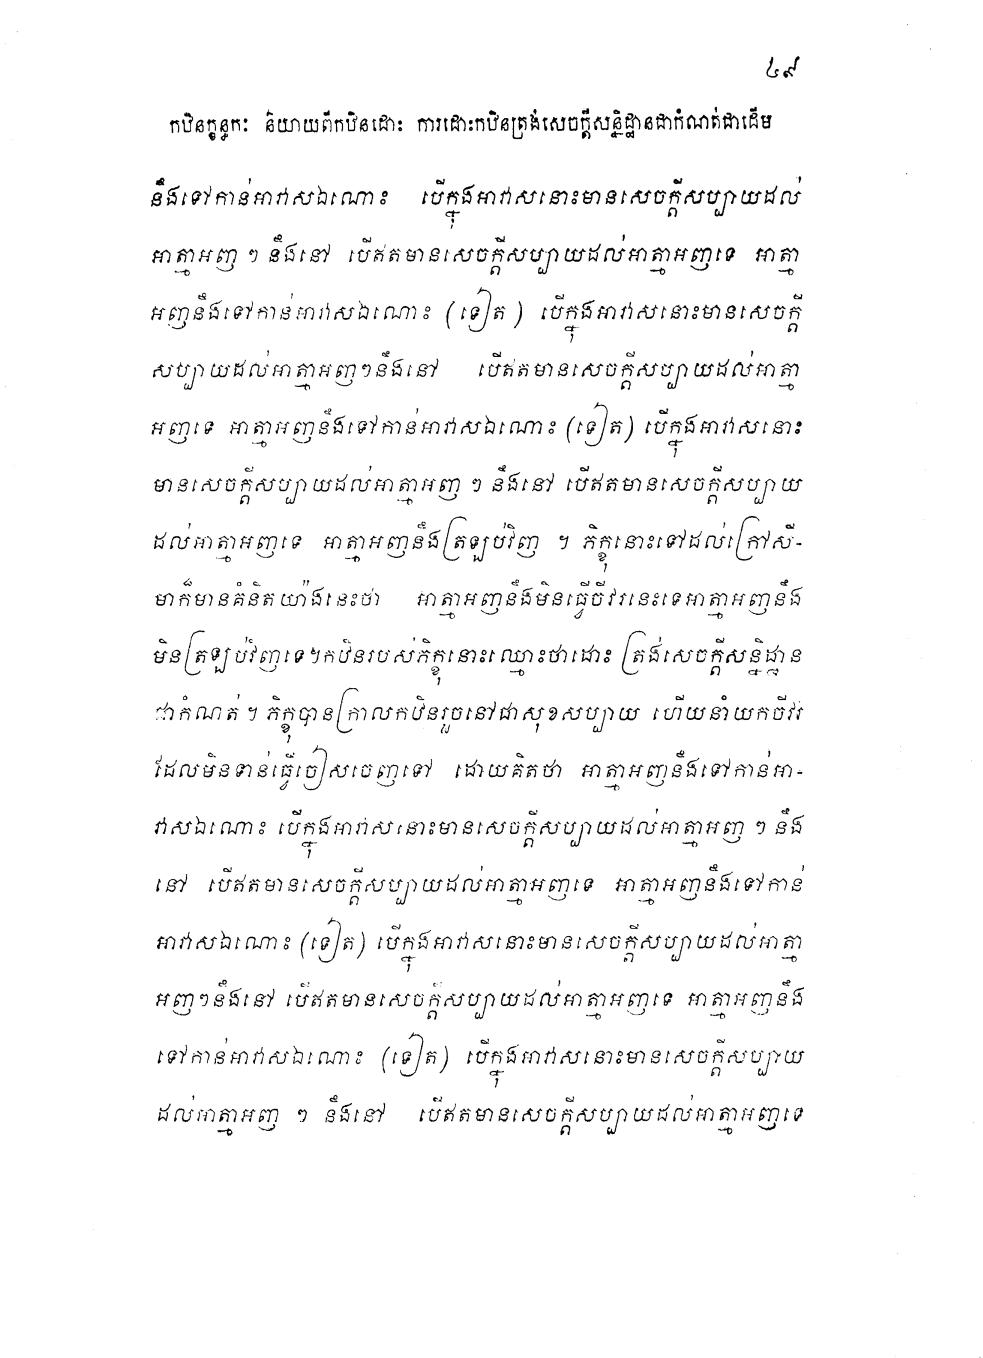 ៤៩
កឋិនក្ខន្ធកៈ និយាយពីកឋិនដោះ ការដោះកឋិនត្រង់សេចក្តីសន្និដ្ឋានជាកំណត់ជាដើម
នឹងទៅកាន់អាវាសឯណោះ បើក្នុងអាវាសនោះមានសេចក្តីសប្បាយដល់
អាត្មាអញ ៗ នឹងនៅ បើឥតមានសេចក្តីសប្បាយដល់អាត្មាអញទេ អាត្មា
អញនឹងទៅកាន់អាវាសឯណោះ (ទៀត) បើក្នុងអាវាសនោះមានសេចក្តី
សប្បាយដល់អាត្មាអញៗនឹងនៅ បើឥតមានសេចក្តីសប្បាយដល់អាត្មា
អញទេ អាត្មាអញនឹងទៅកាន់អាវាសឯណោះ (ទៀត) បើក្នុងអាវាសនោះ
មានសេចក្តីសប្បាយដល់អាត្មាអញ ៗ នឹងនៅ បើឥតមានសេចក្តីសប្បាយ
ដល់អាត្មាអញទេ អាត្មាអញនឹងត្រឡប់វិញ ។ ភិក្ខុនោះទៅដល់ក្រៅសី-
មាក៏មានគំនិតយ៉ាងនេះថា អាត្មាអញនឹងមិនធ្វើចីវរនេះទេអាត្មាអញនឹង
មិនត្រឡប់វិញទេ។កឋិនរបស់ភិក្ខុនោះឈ្មោះថាដោះ ត្រង់សេចក្តីសន្និដ្ឋាន
ជាកំណត់ ។ ភិក្ខុបានក្រាលកឋិនរួចនៅជាសុខសប្បាយ ហើយនាំយកចីវរ
ដែលមិនទាន់ធ្វើចៀសចេញទៅ ដោយគិតថា អាត្មាអញនឹងទៅកាន់អា-
វាសឯណោះ បើក្នុងអាវាសនោះមានសេចក្តីសប្បាយដល់អាត្មាអញ ៗ នឹង
នៅ បើឥតមានសេចក្តីសប្បាយដល់អាត្មាអញទេ អាត្មាអញនឹងទៅកាន់
អាវាសឯណោះ (ទៀត) បើក្នុងអាវាសនោះមានសេចក្តីសប្បាយដល់អាត្មា
អញៗនឹងនៅ បើឥតមានសេចក្តីសប្បាយដល់អាត្មាអញទេ អាត្មាអញនឹង
ទៅកាន់អាវាសឯណោះ (ទៀត) បើក្នុងអាវាសនោះមានសេចក្តីសប្បាយ
ដល់អាត្មាអញ ៗ នឹងនៅ បើឥតមានសេចក្តីសប្បាយដល់អាត្មាអញទេ